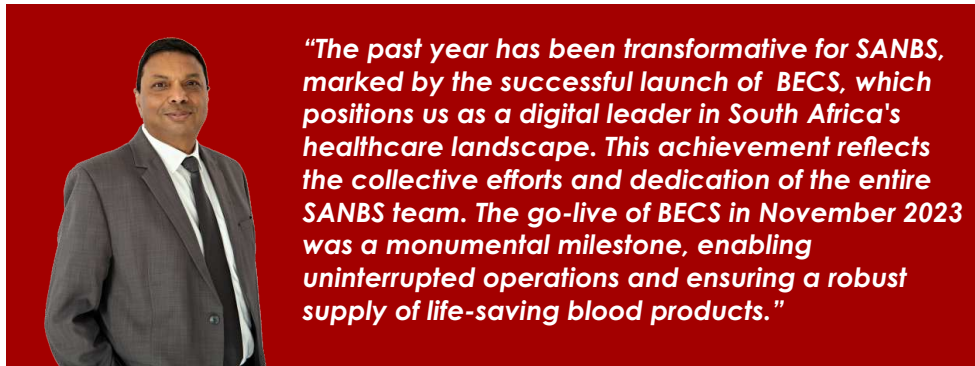 “The past year has been transformative for SANBS,
marked by the successful launch of  BECS, which
positions us as a digital leader in South Africa's
healthcare landscape. This achievement reflects
the collective efforts and dedication of the entire
SANBS team. The go-live of BECS in November 2023
was a monumental milestone, enabling
uninterrupted operations and ensuring a robust
supply of life-saving blood products.”